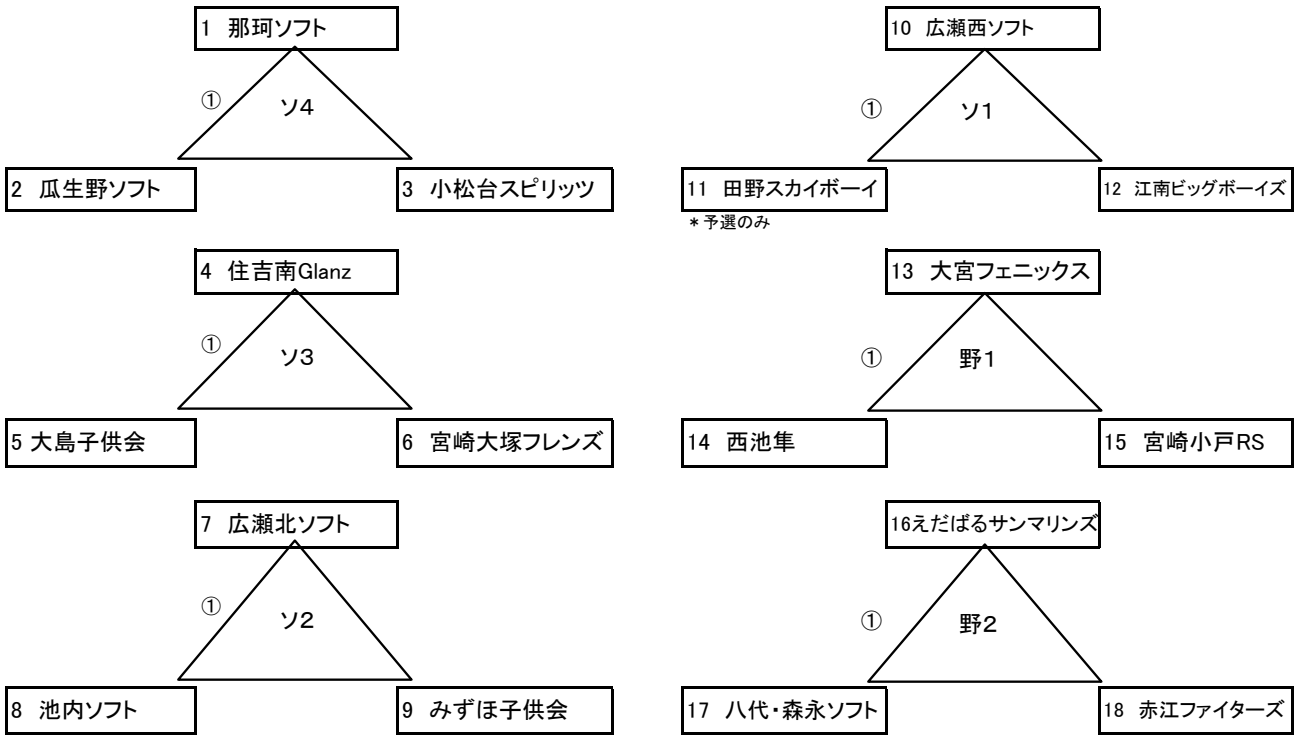 1 那珂ソフト
①
ソ4
2 瓜生野ソフト
3 小松台スピリッツ
10 広瀬西ソフト
①
ソ1
11 田野スカイボーイ
12 江南ビッグボーイズ
＊予選のみ
4 住吉南Glanz
①
ソ3
5 大島子供会
6 宮崎大塚フレンズ
13 大宮フェニックス
①
野1
14 西池隼
15 宮崎小戸RS
7 広瀬北ソフト
①
ソ2
8 池内ソフト
9 みずほ子供会
16えだばるサンマリンズ
①
野2
17 八代・森永ソフト
18 赤江ファイターズ